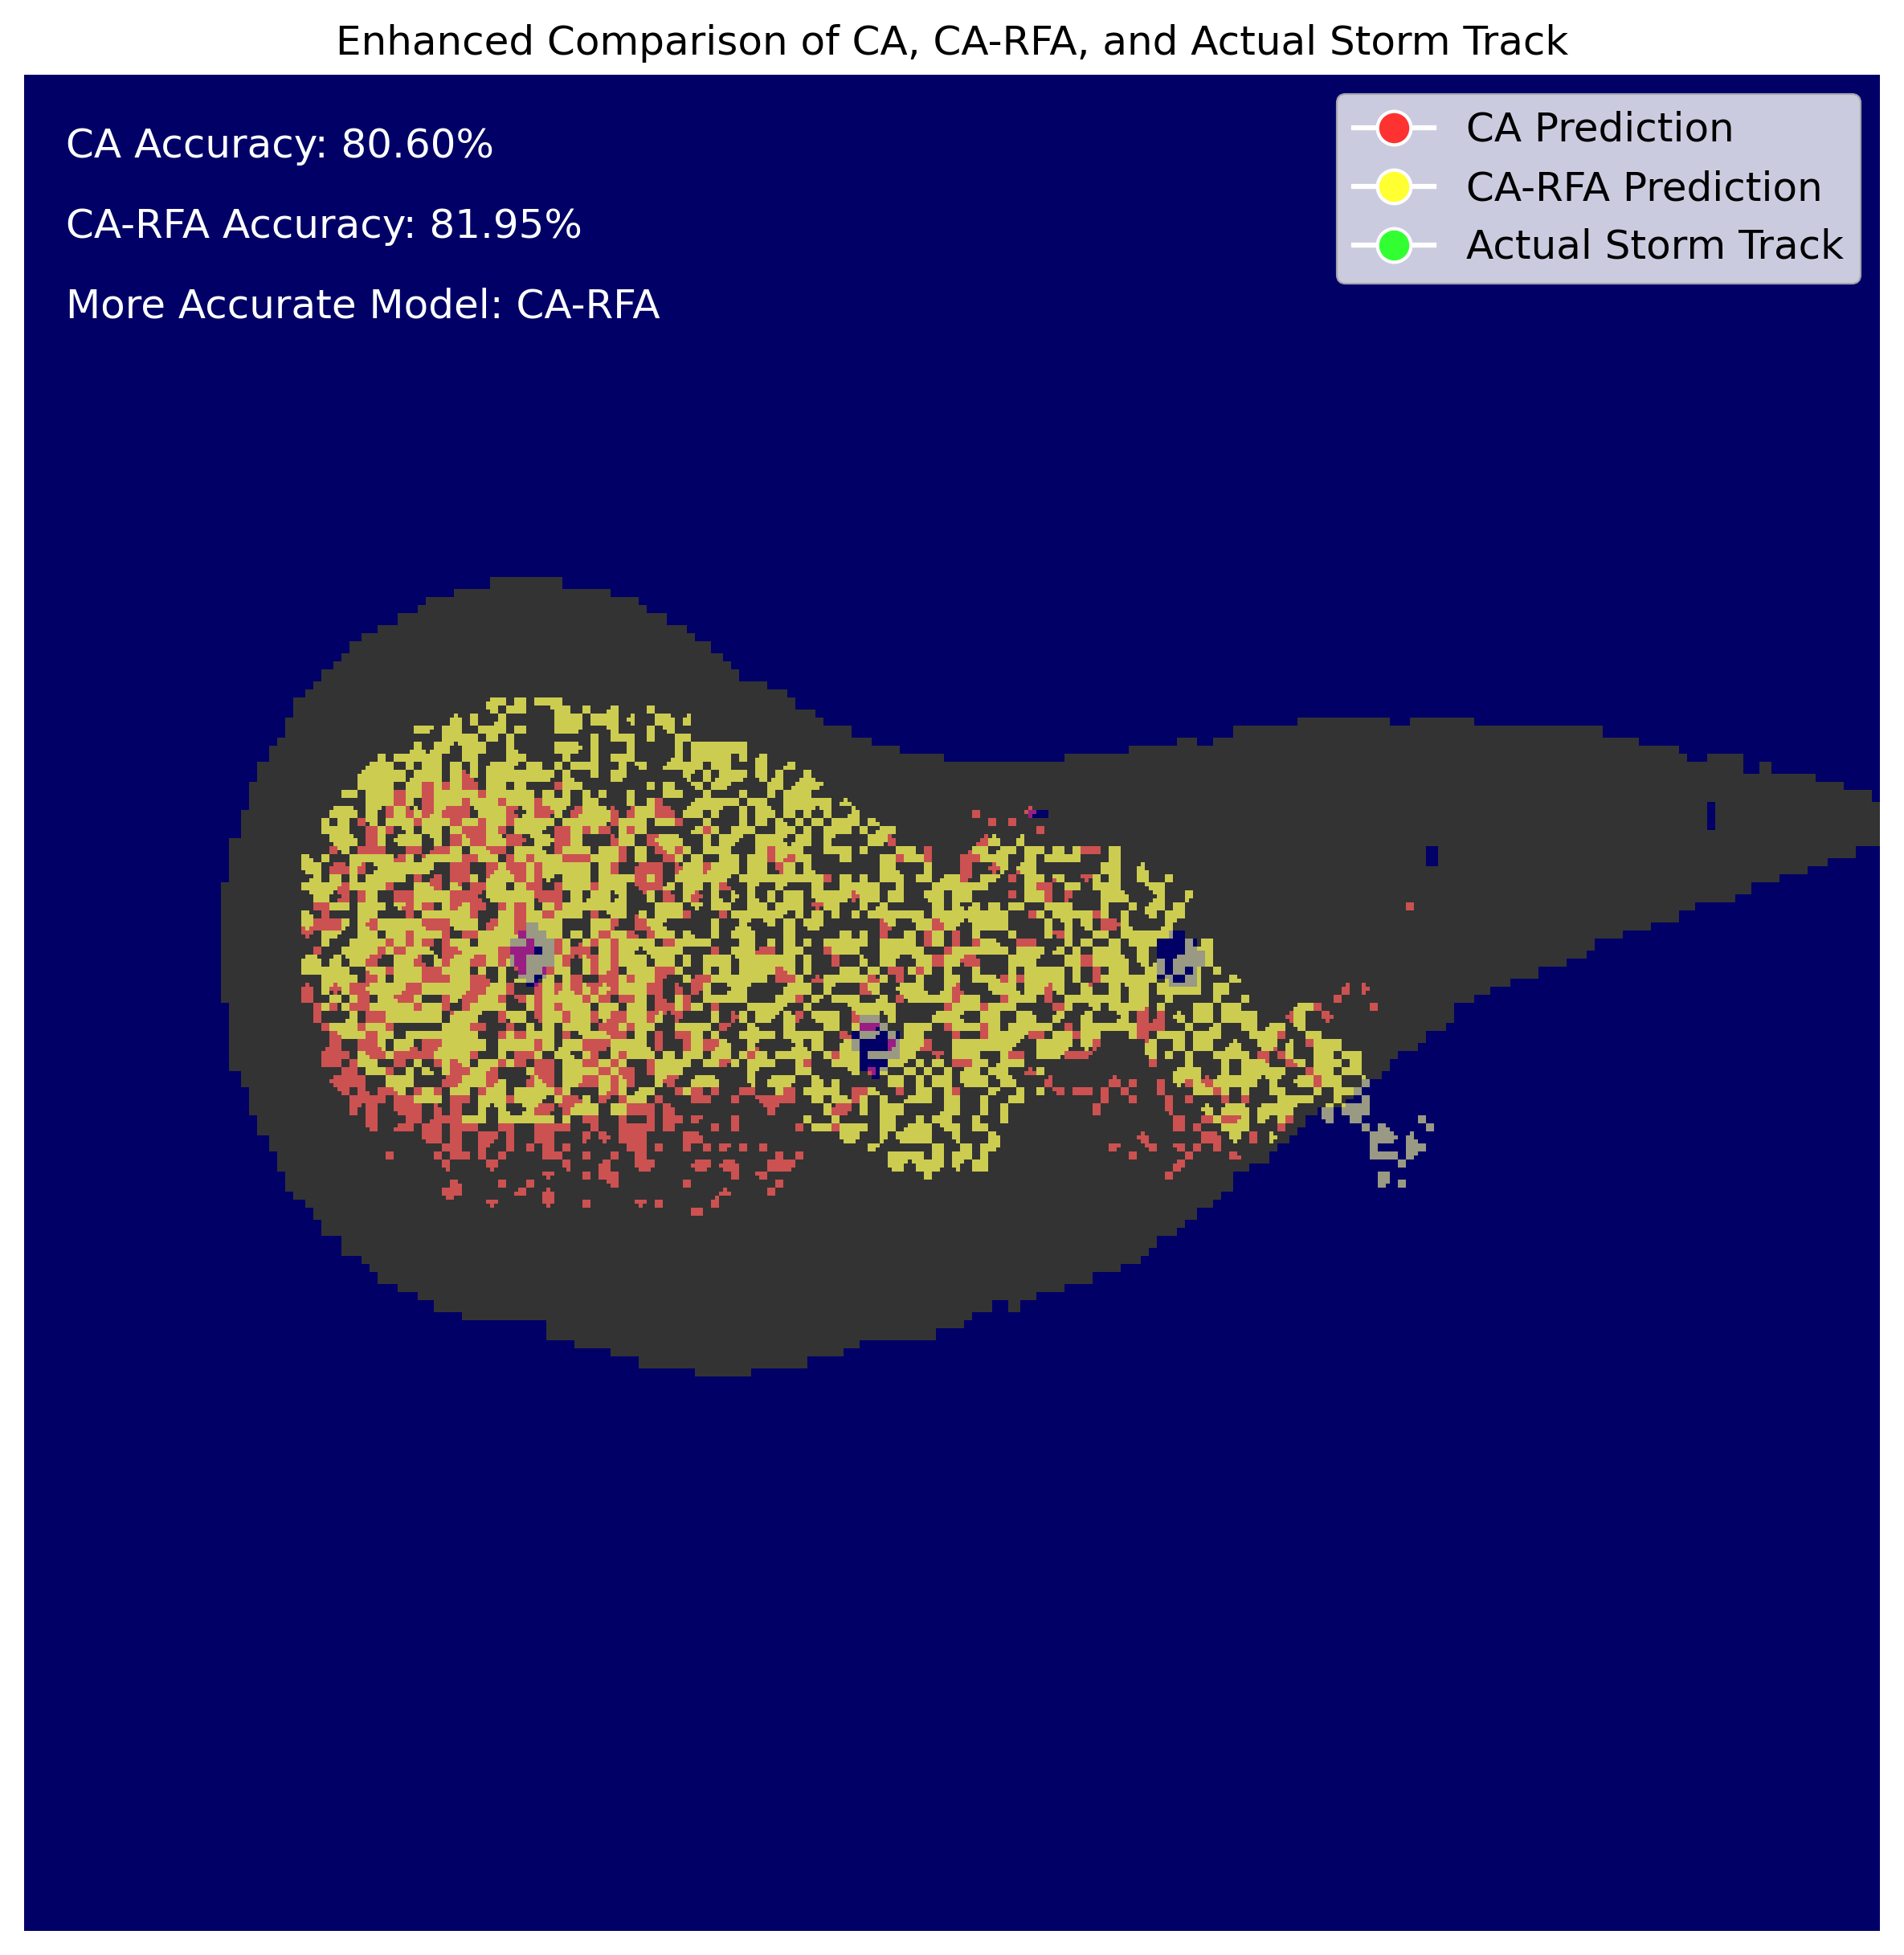 Enhanced Comparison of CA, CA-RFA, and Actual Storm Track
CA Accuracy: 80.60%
CA-RFA Accuracy: 81.95%
More Accurate Model: CA-RFA
CA Prediction
CA-RFA Prediction
Actual Storm Track